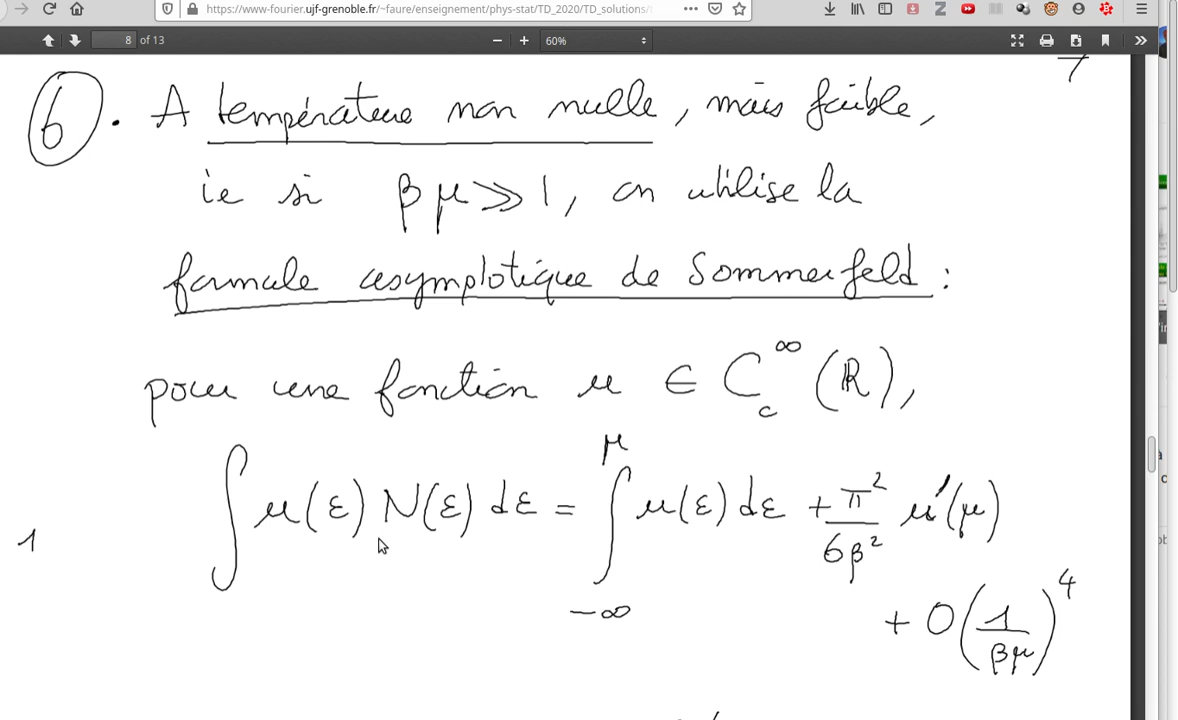 https://www-fourier.ujf-grenoble.fr/~faure/enseignement/phys-stat/TD_2020/TD_solutions/
8 of 13
60%
7
6. A température non nulle, mais faible,
ie si βμ ≫ 1, on utilise la
formule asymptotique de Sommerfeld :
pour une fonction u ∈ C_c^∞ (ℝ),
∫ u(ε) N(ε) dε = ∫_{-∞}^{μ} u(ε) dε + π²/6β² u'(μ)
1
+ O(1/βμ)^4